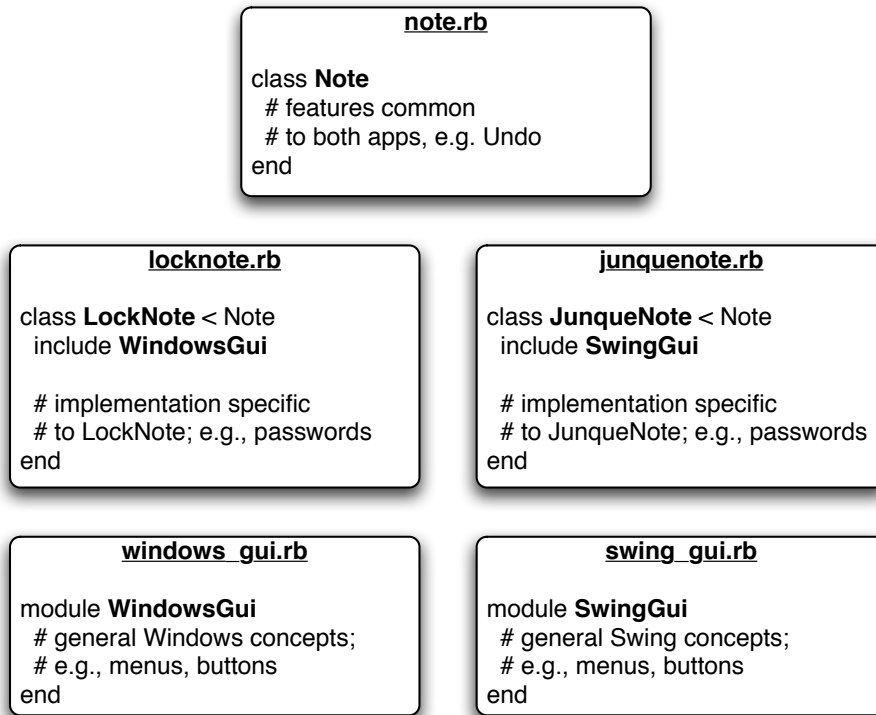 note.rb
class Note
# features common
# to both apps, e.g. Undo
end
locknote.rb
class LockNote < Note
include WindowsGui
# implementation specific
# to LockNote; e.g., passwords
end
junquenote.rb
class JunqueNote < Note
include SwingGui
# implementation specific
# to JunqueNote; e.g., passwords
end
windows_gui.rb
module WindowsGui
# general Windows concepts;
# e.g., menus, buttons
end
swing_gui.rb
module SwingGui
# general Swing concepts;
# e.g., menus, buttons
end